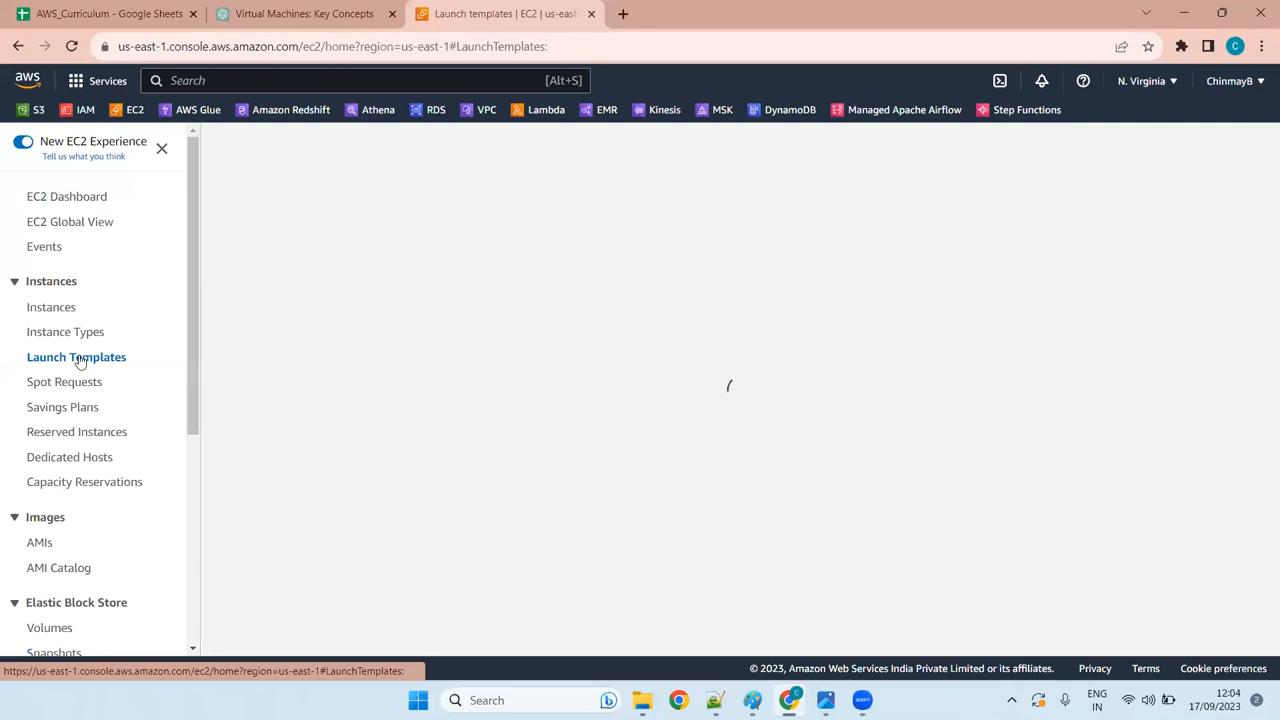 AWS_Curriculum - Google Sheets
Virtual Machines: Key Concepts
Launch templates | EC2 | us-east-
us-east-1.console.aws.amazon.com/ec2/home?region=us-east-1#LaunchTemplates:
C
aws
Services
Search
[Alt+S]
N. Virginia
ChinmayB
S3
IAM
EC2
AWS Glue
Amazon Redshift
Athena
RDS
VPC
Lambda
EMR
Kinesis
MSK
DynamoDB
Managed Apache Airflow
Step Functions
New EC2 Experience
Tell us what you think
EC2 Dashboard
EC2 Global View
Events
Instances
Instances
Instance Types
Launch Templates
Spot Requests
Savings Plans
Reserved Instances
Dedicated Hosts
Capacity Reservations
Images
AMIs
AMI Catalog
Elastic Block Store
Volumes
Snapshots
https://us-east-1.console.aws.amazon.com/ec2/home?region=us-east-1#LaunchTemplates:
© 2023, Amazon Web Services India Private Limited or its affiliates.
Privacy
Terms
Cookie preferences
Search
zoom
ENG
IN
12:04
17/09/2023
2